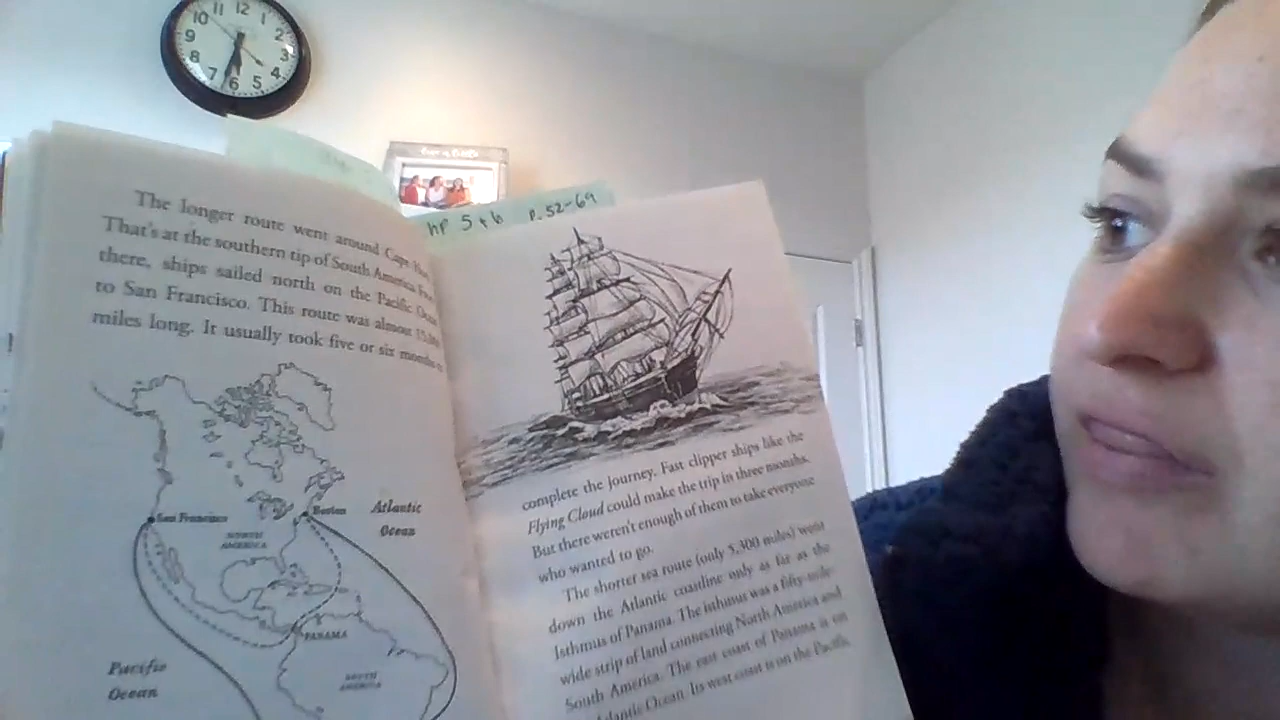 11 12 1
10 2
9 3
8 4
7 6 5
hp 5+6 p. 52-69
The longer route went around Cape
That's at the southern tip of South America. From
there, ships sailed north on the Pacific Ocean
to San Francisco. This route was almost
miles long. It usually took five or six months to
San Francisco
Boston
Atlantic
Ocean
NORTH
AMERICA
PANAMA
Pacific
Ocean
SOUTH
AMERICA
complete the journey. Fast clipper ships like the
Flying Cloud could make the trip in three months.
But there weren't enough of them to take everyone
who wanted to go.
The shorter sea route (only 5,300 miles) went
down the Atlantic coastline only as far as the
Isthmus of Panama. The isthmus was a fifty-mile-
wide strip of land connecting North America and
South America. The east coast of Panama is on
Atlantic Ocean. Its west coast is on the Pacific.